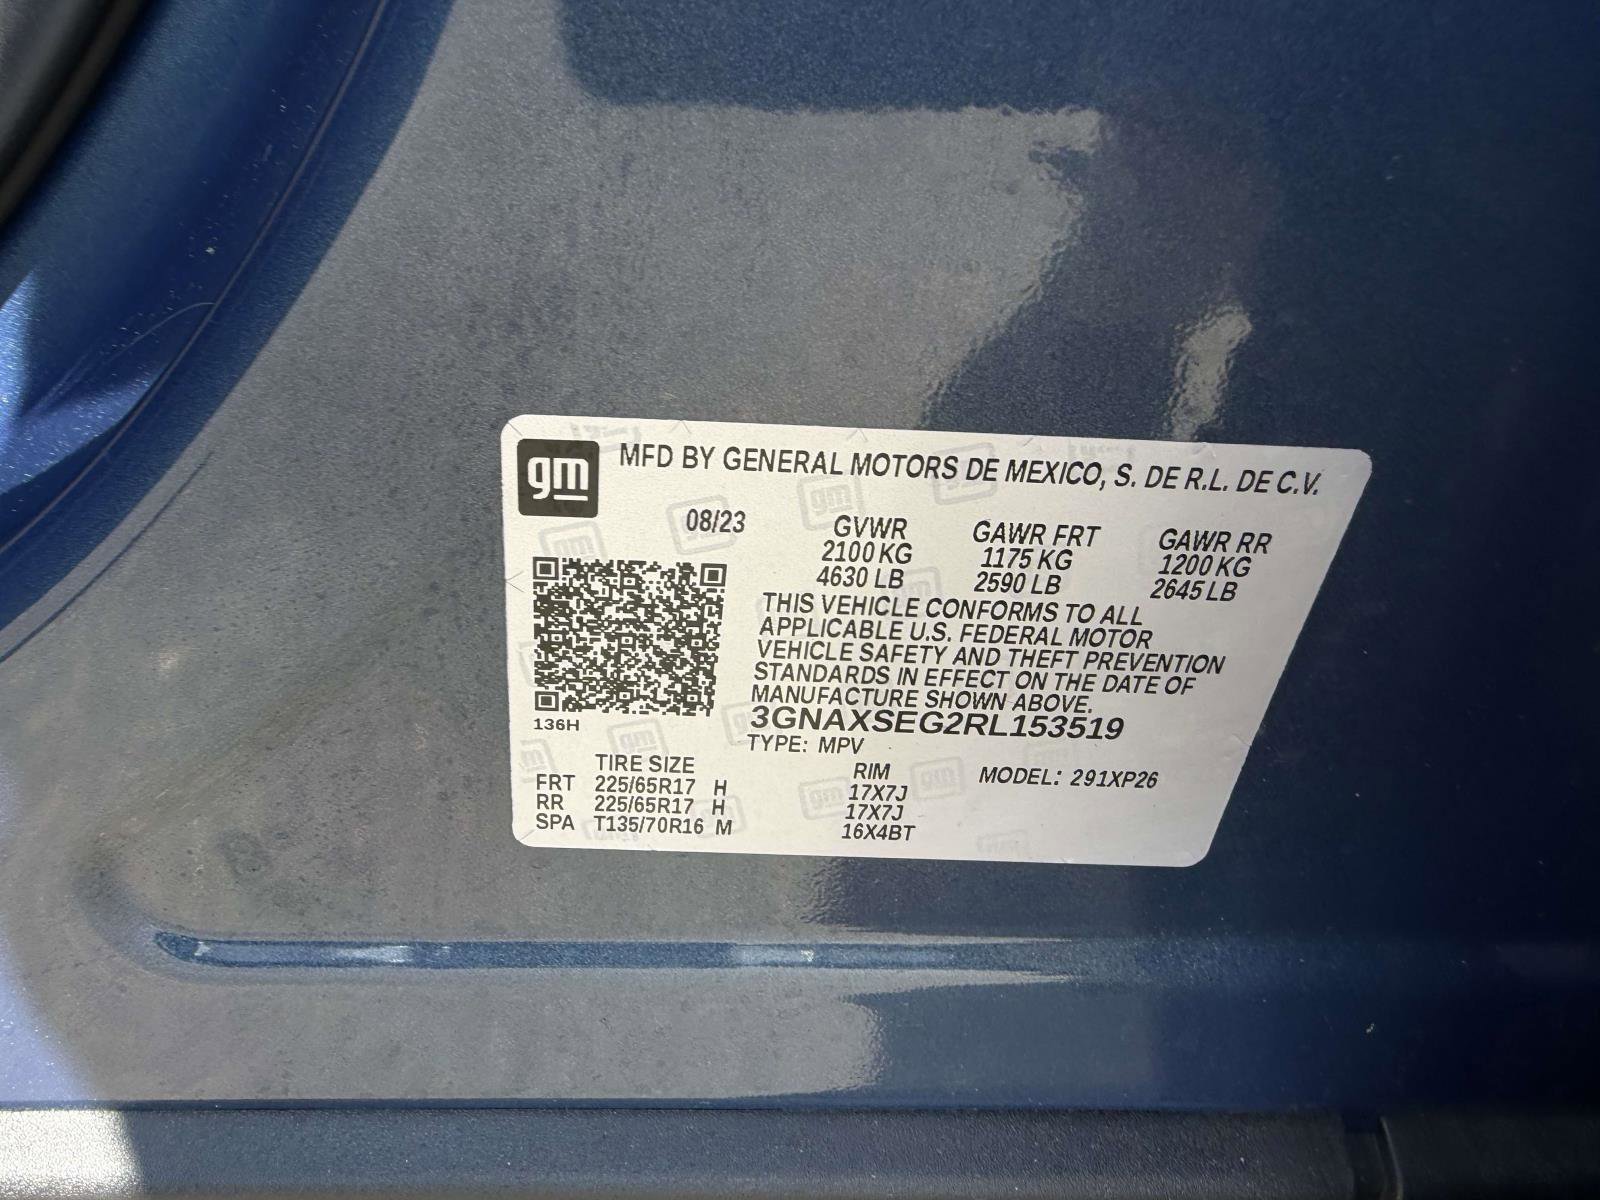 gm
MFD BY GENERAL MOTORS DE MEXICO, S. DE R.L. DE C.V.
08/23 GVWR GAWR FRT GAWR RR
2100 KG 1175 KG 1200 KG
4630 LB 2590 LB 2645 LB
THIS VEHICLE CONFORMS TO ALL
APPLICABLE U.S. FEDERAL MOTOR
VEHICLE SAFETY AND THEFT PREVENTION
STANDARDS IN EFFECT ON THE DATE OF
MANUFACTURE SHOWN ABOVE.
136H 3GNAXSEG2RL153519
TYPE: MPV
TIRE SIZE RIM MODEL: 291XP26
FRT 225/65R17 H 17X7J
RR 225/65R17 H 17X7J
SPA T135/70R16 M 16X4BT